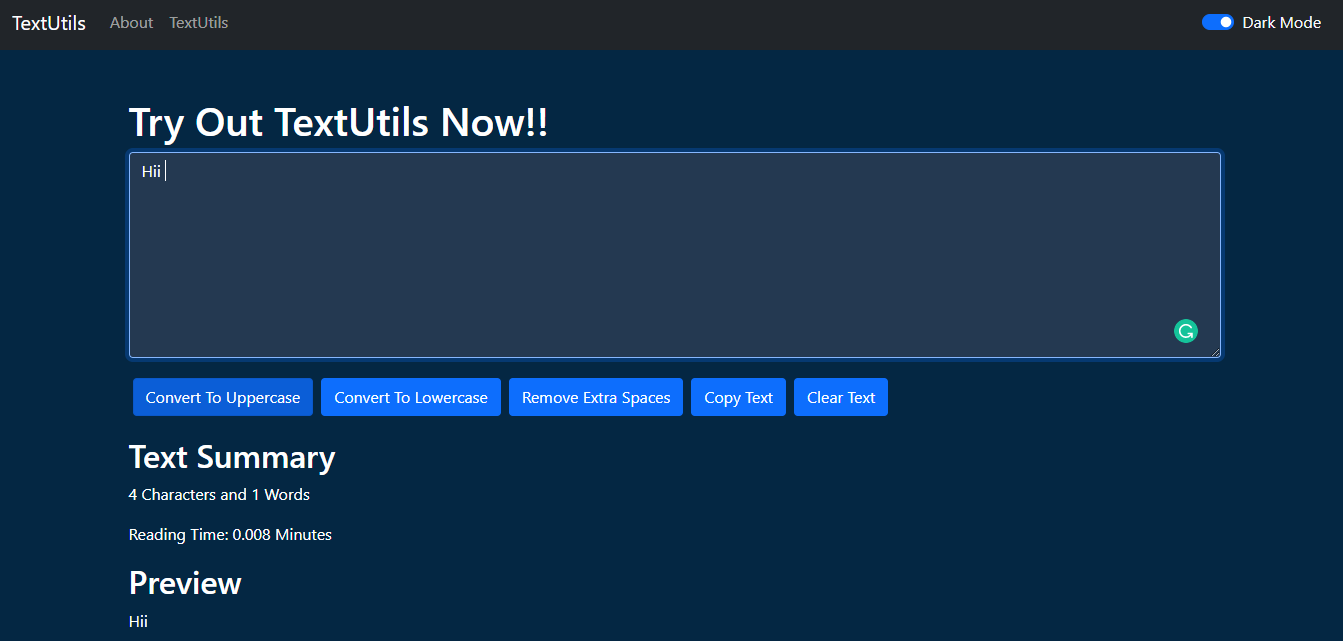 TextUtils About TextUtils Dark Mode
Try Out TextUtils Now!!
Hii
Convert To Uppercase Convert To Lowercase Remove Extra Spaces Copy Text Clear Text
Text Summary
4 Characters and 1 Words
Reading Time: 0.008 Minutes
Preview
Hii